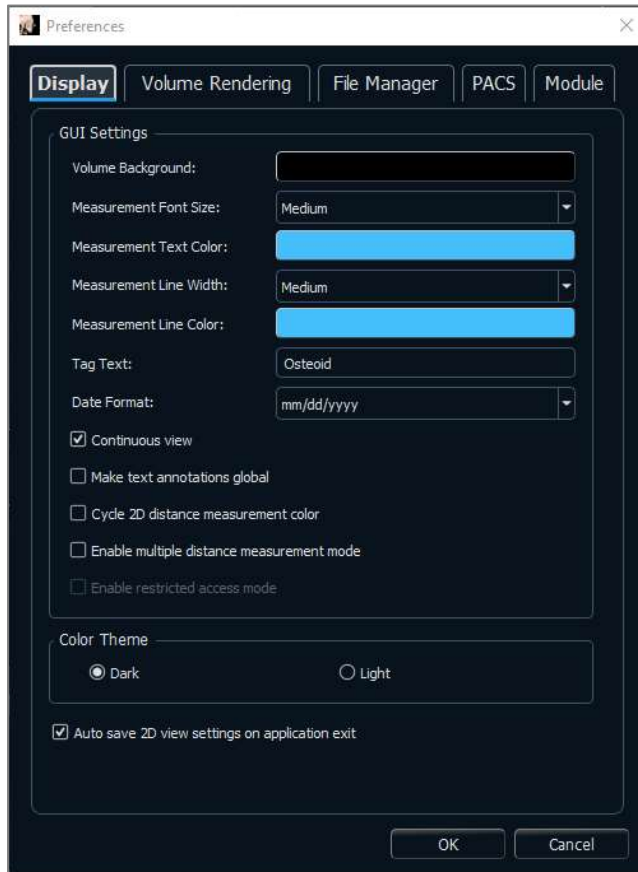 Preferences
Display Volume Rendering File Manager PACS Module
GUI Settings
Volume Background:
Measurement Font Size: Medium
Measurement Text Color:
Measurement Line Width: Medium
Measurement Line Color:
Tag Text: Osteoid
Date Format: mm/dd/yyyy
Continuous view
Make text annotations global
Cycle 2D distance measurement color
Enable multiple distance measurement mode
Enable restricted access mode
Color Theme
Dark Light
Auto save 2D view settings on application exit
OK Cancel